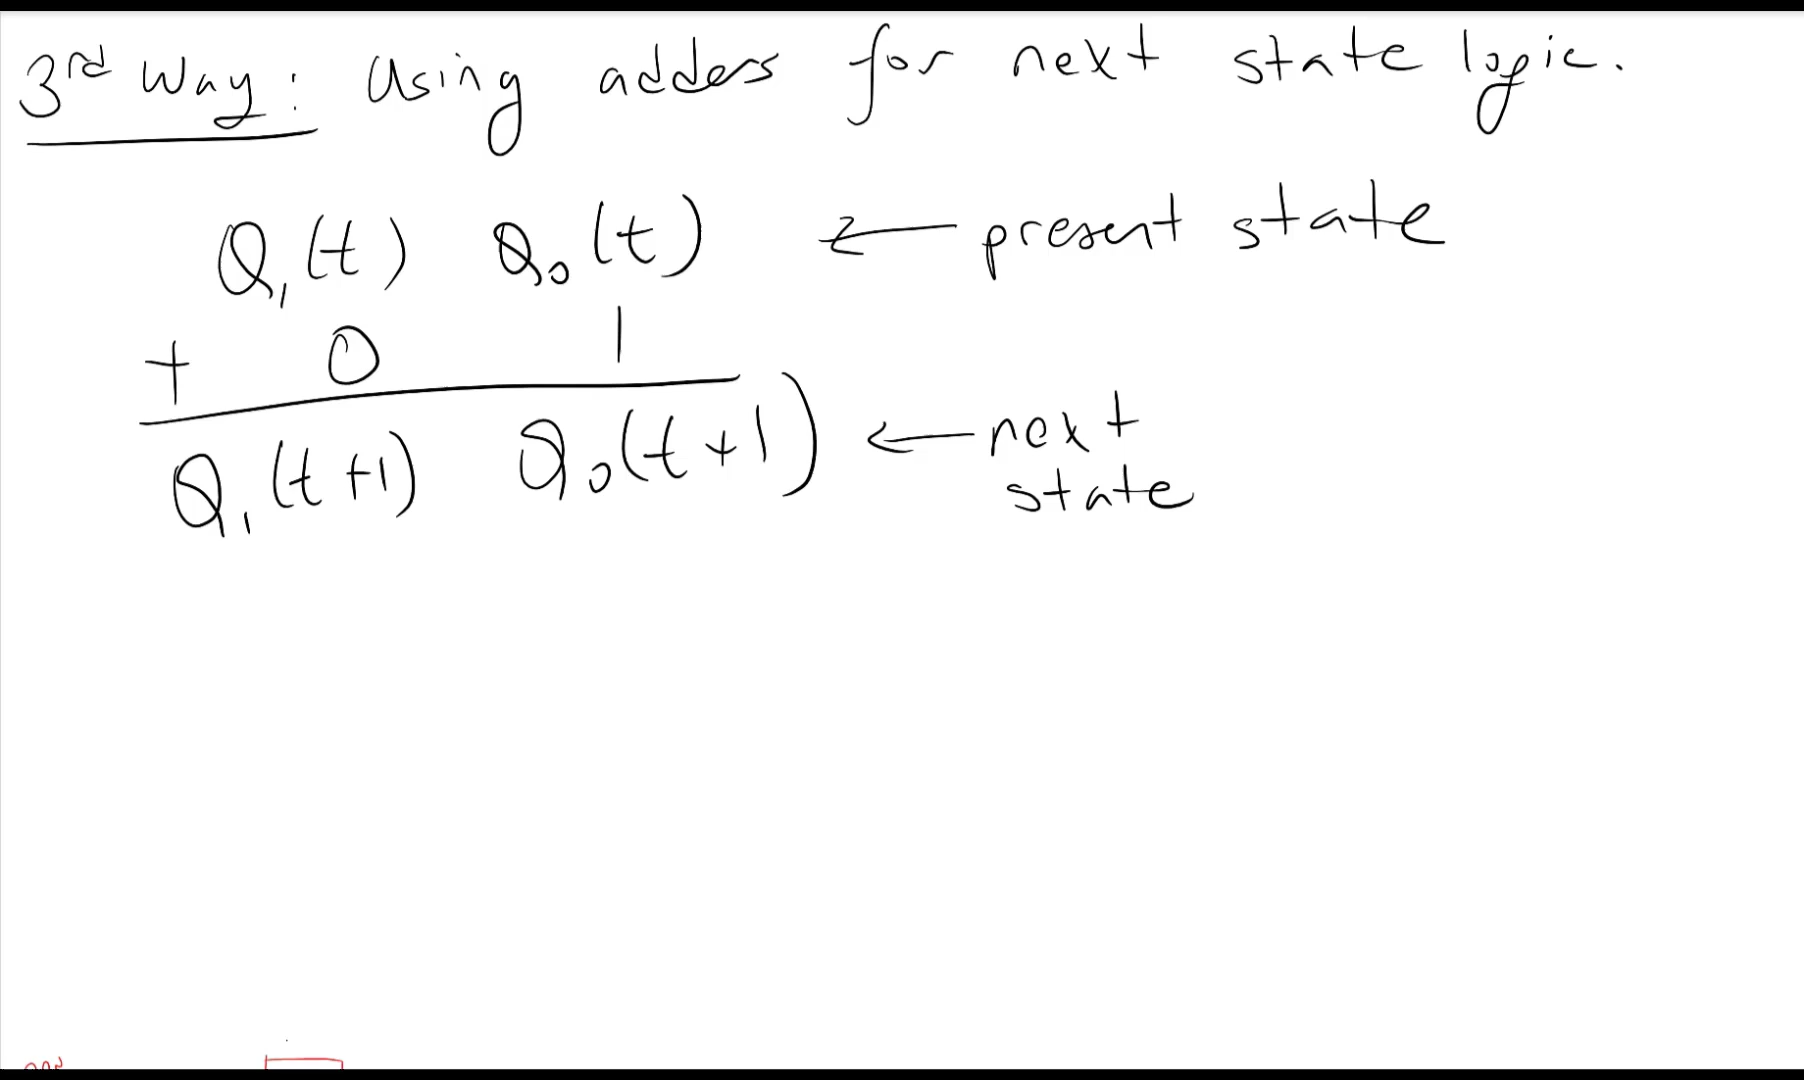 3rd Way: Using adders for next state logic.
Q₁(t) Q₀(t) ← present state
+ 0 1
Q₁(t+1) Q₀(t+1) ← next
state